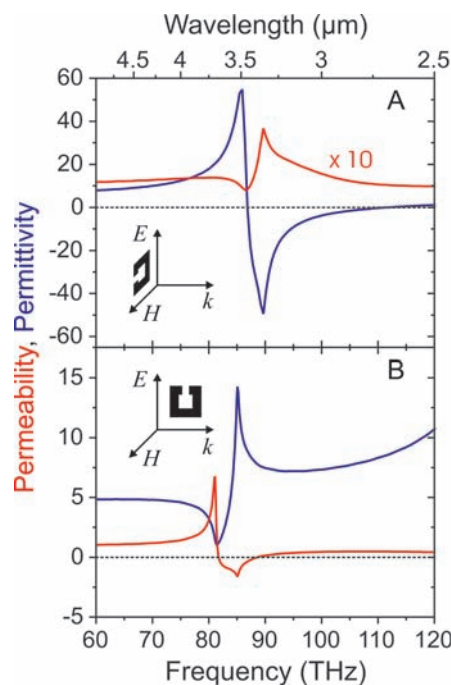 Wavelength (µm)
4.5 4 3.5 3 2.5
A
x 10
60
40
20
0
-20
-40
-60
E
H
k
Permeability, Permittivity
B
15
10
5
0
-5
E
H
k
60 70 80 90 100 110 120
Frequency (THz)